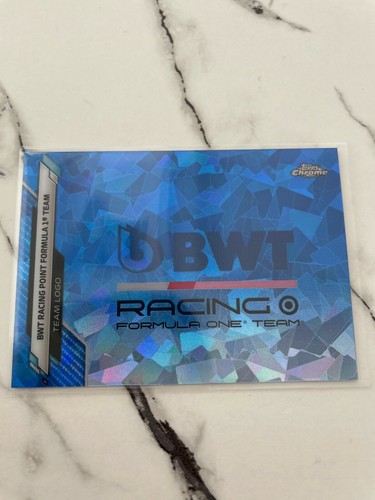 Topps
Chrome
BWT RACING POINT FORMULA 1® TEAM
TEAM LOGO
BWT
RACING
FORMULA ONE® TEAM